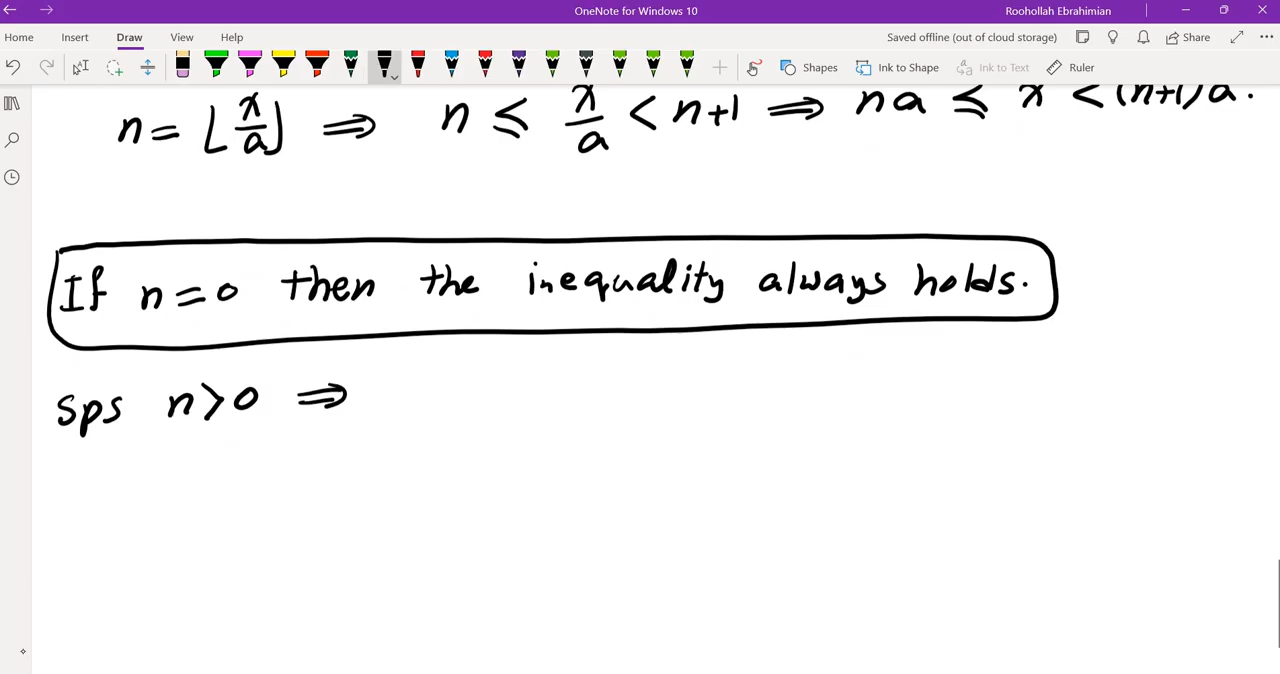 OneNote for Windows 10
Roohollah Ebrahimian
Home Insert Draw View Help
Saved offline (out of cloud storage)
Share
Shapes
Ink to Shape
Ink to Text
Ruler
n = ⌊x/a⌋ ⇒ n ≤ x/a < n+1 ⇒ na ≤ x < (n+1)a.
If n=0 then the inequality always holds.
Sps n>0 ⇒